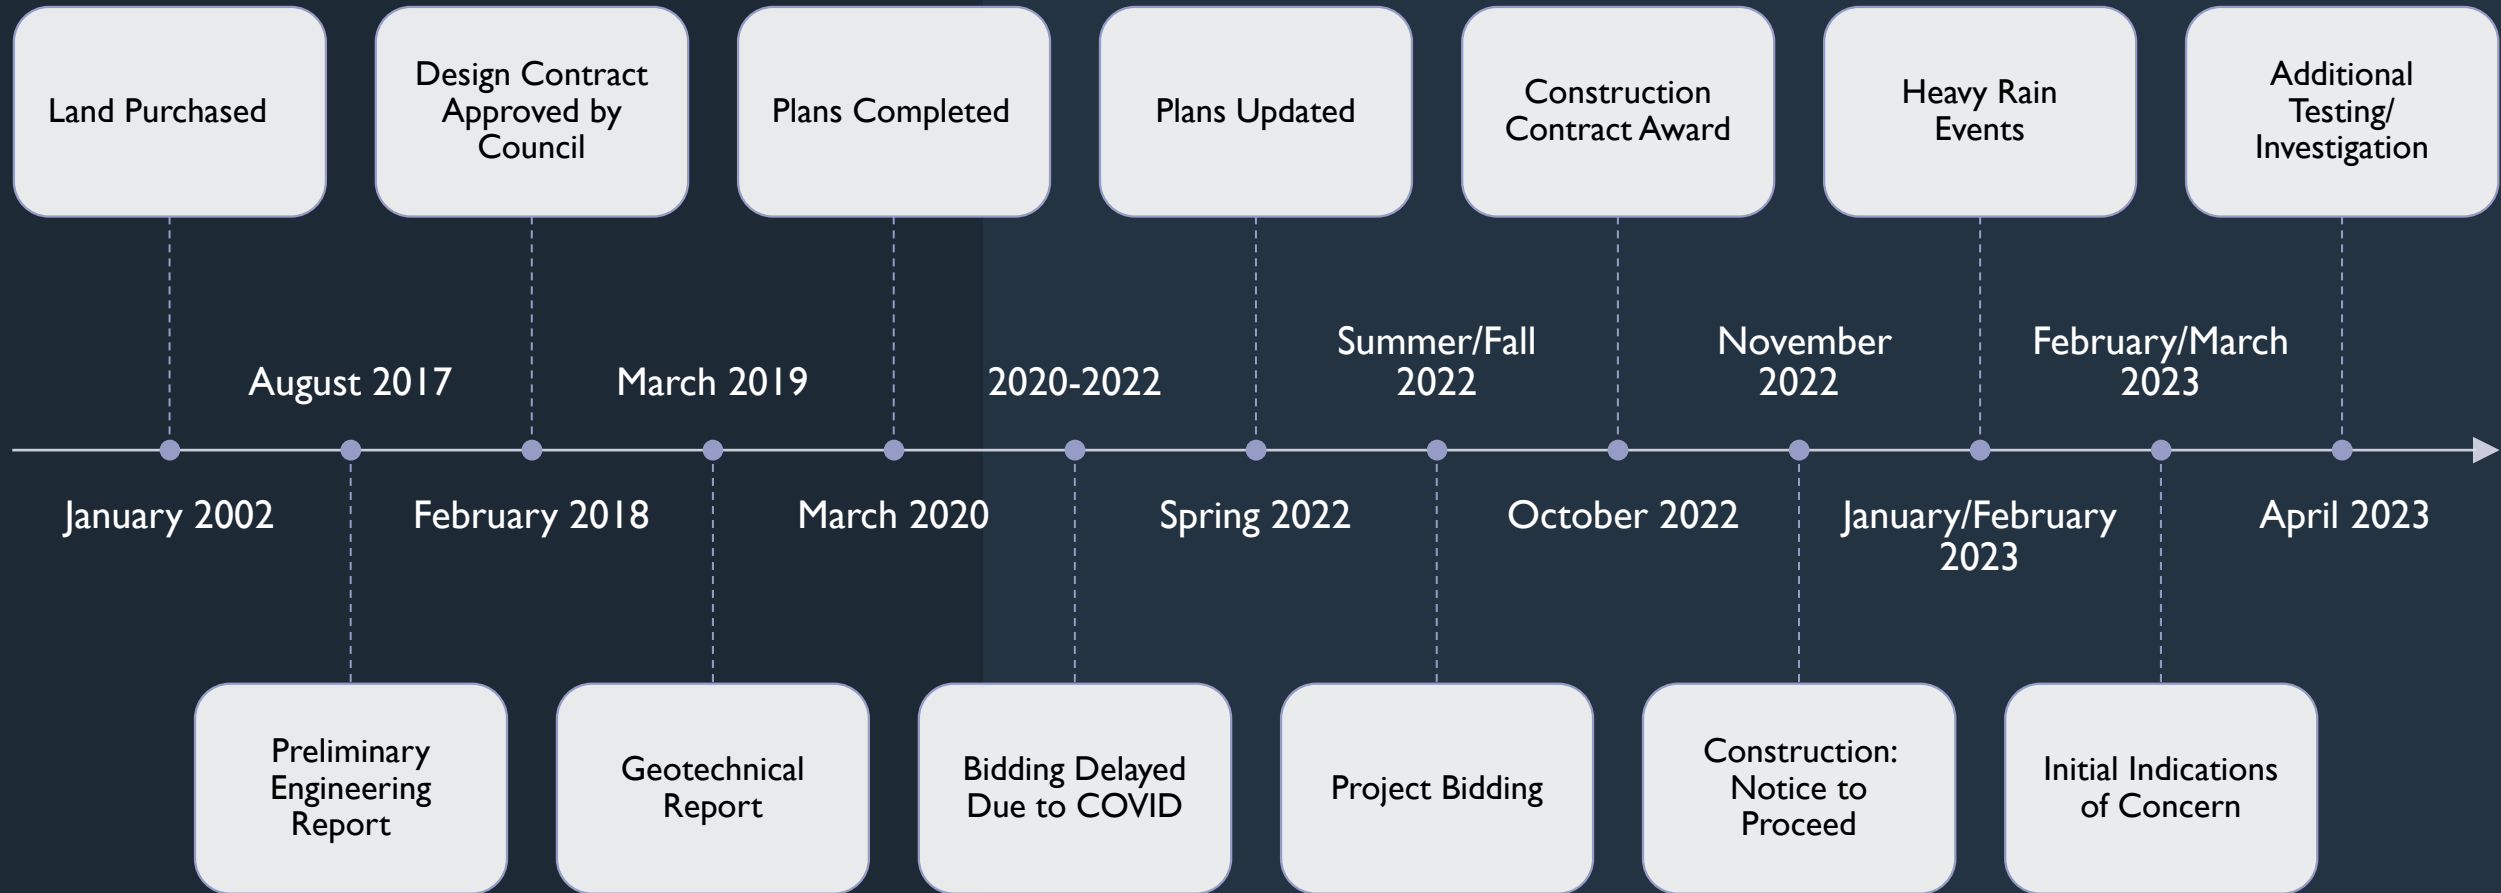 Land Purchased
Design Contract
Approved by
Council
Plans Completed
Plans Updated
Construction
Contract Award
Heavy Rain
Events
Additional
Testing/
Investigation
August 2017
March 2019
2020-2022
Summer/Fall
2022
November
2022
February/March
2023
January 2002
February 2018
March 2020
Spring 2022
October 2022
January/February
2023
April 2023
Preliminary
Engineering
Report
Geotechnical
Report
Bidding Delayed
Due to COVID
Project Bidding
Construction:
Notice to
Proceed
Initial Indications
of Concern